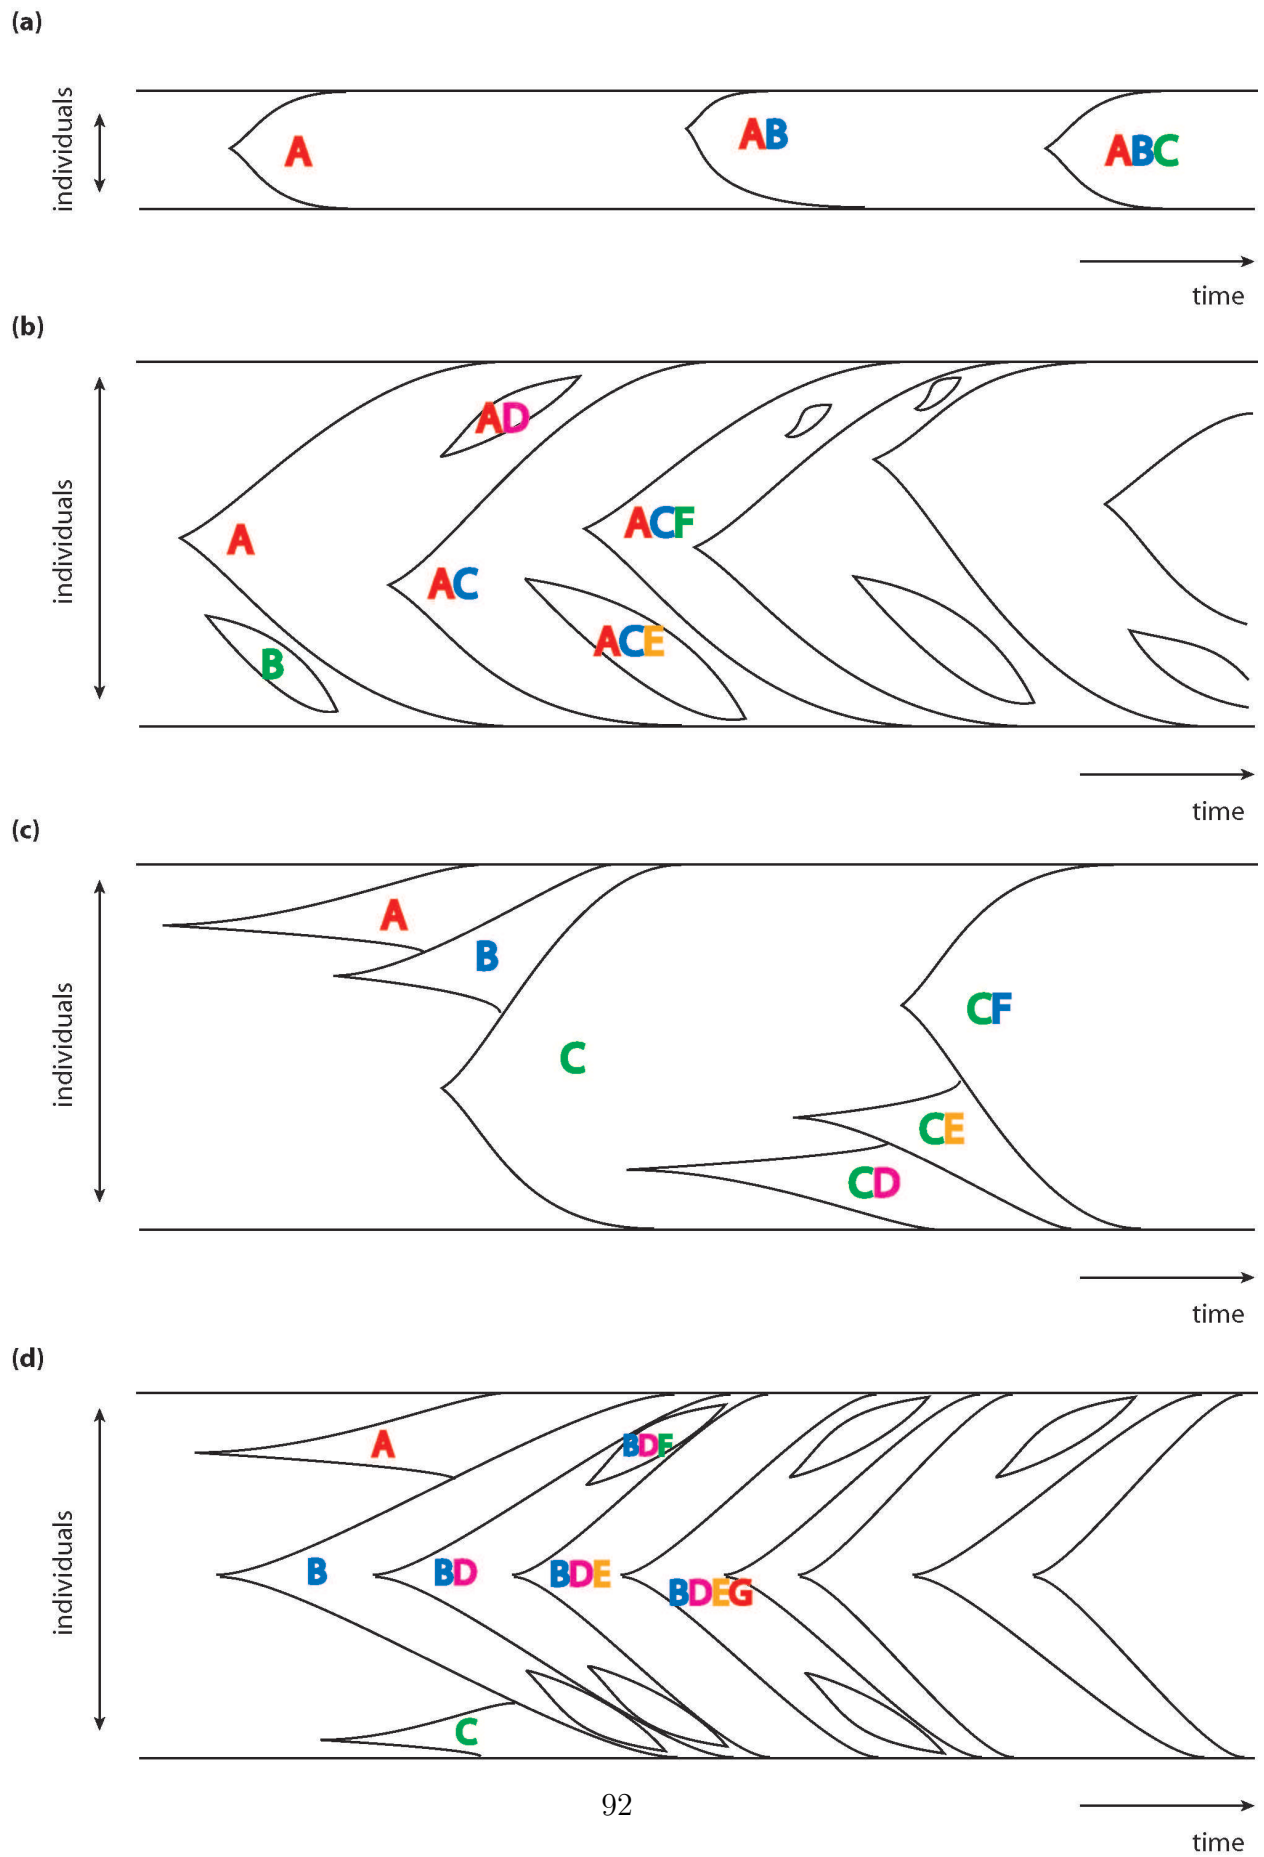 (a)
individuals
A
AB
ABC
time
(b)
individuals
AD
A
ACF
AC
ACE
B
time
(c)
individuals
A
B
CF
C
CE
CD
time
(d)
individuals
A
BDF
B
BD
BDE
BDEG
C
92
time